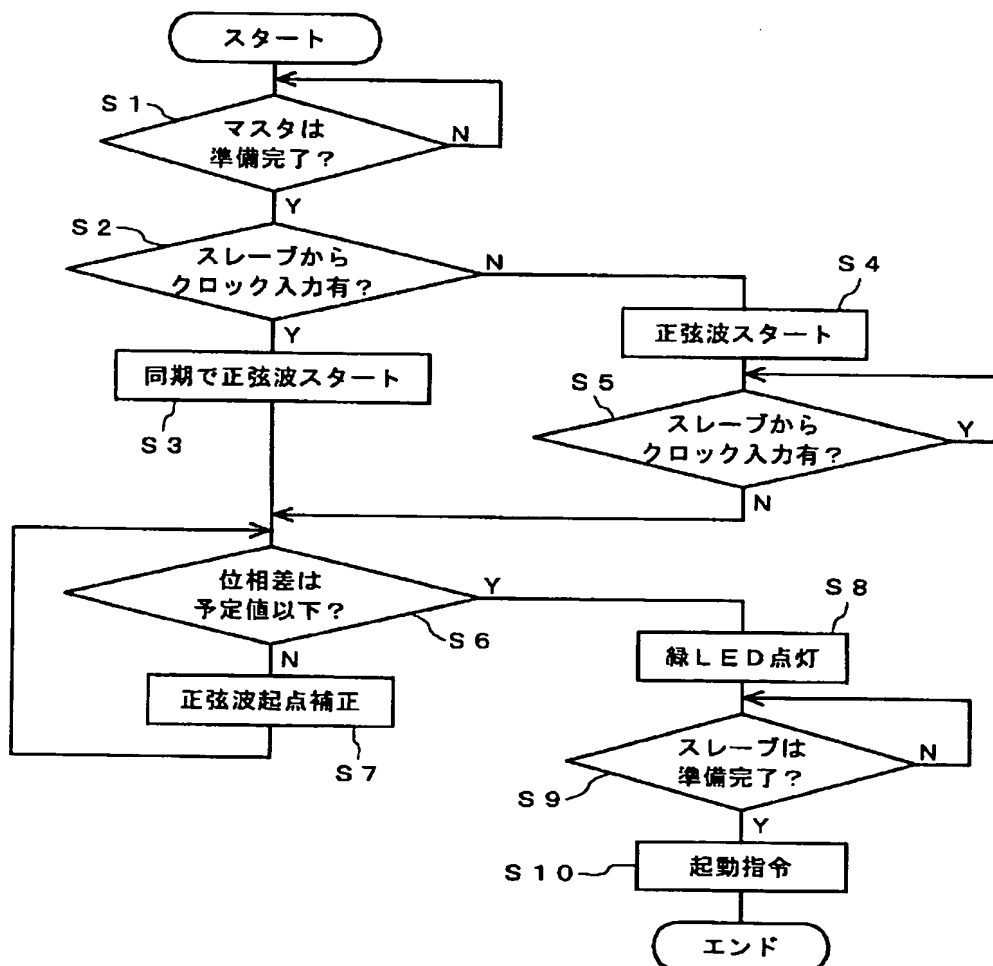 スタート
S1
マスタは
準備完了?
N
Y
S2
スレーブから
クロック入力有?
N
Y
S4
正弦波スタート
同期で正弦波スタート
S3
S5
スレーブから
クロック入力有?
Y
N
位相差は
予定値以下?
Y
S6
N
S8
緑LED点灯
正弦波起点補正
S7
スレーブは
準備完了?
N
S9
Y
S10
起動指令
エンド